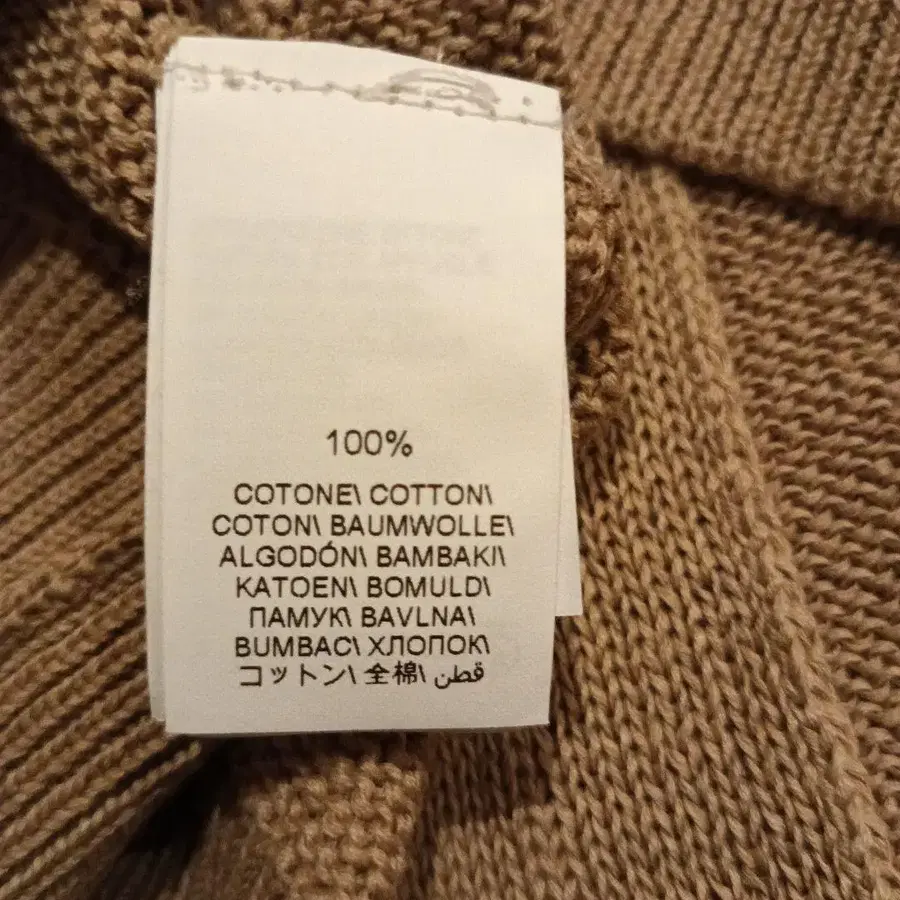 100%
COTONE\ COTTON\
COTON\ BAUMWOLLE\
ALGODÓN\ BAMBAKI\
KATOEN\ BOMULD\
ПАМУК\ BAVLNA\
BUMBAC\ ХЛОПОК\
コットン\ 全棉\ قطن